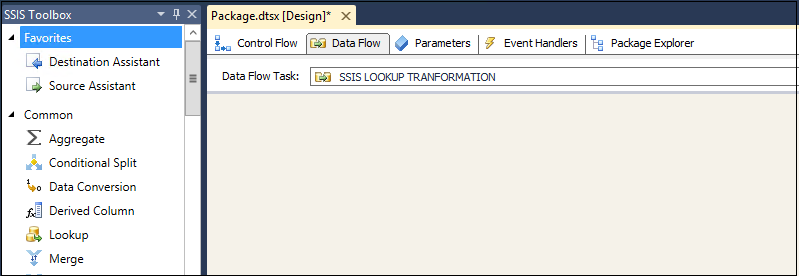 SSIS Toolbox
Package.dtsx [Design]*
Favorites
Control Flow
Data Flow
Parameters
Event Handlers
Package Explorer
Destination Assistant
Source Assistant
Data Flow Task:
SSIS LOOKUP TRANFORMATION
Common
Aggregate
Conditional Split
Data Conversion
Derived Column
Lookup
Merge